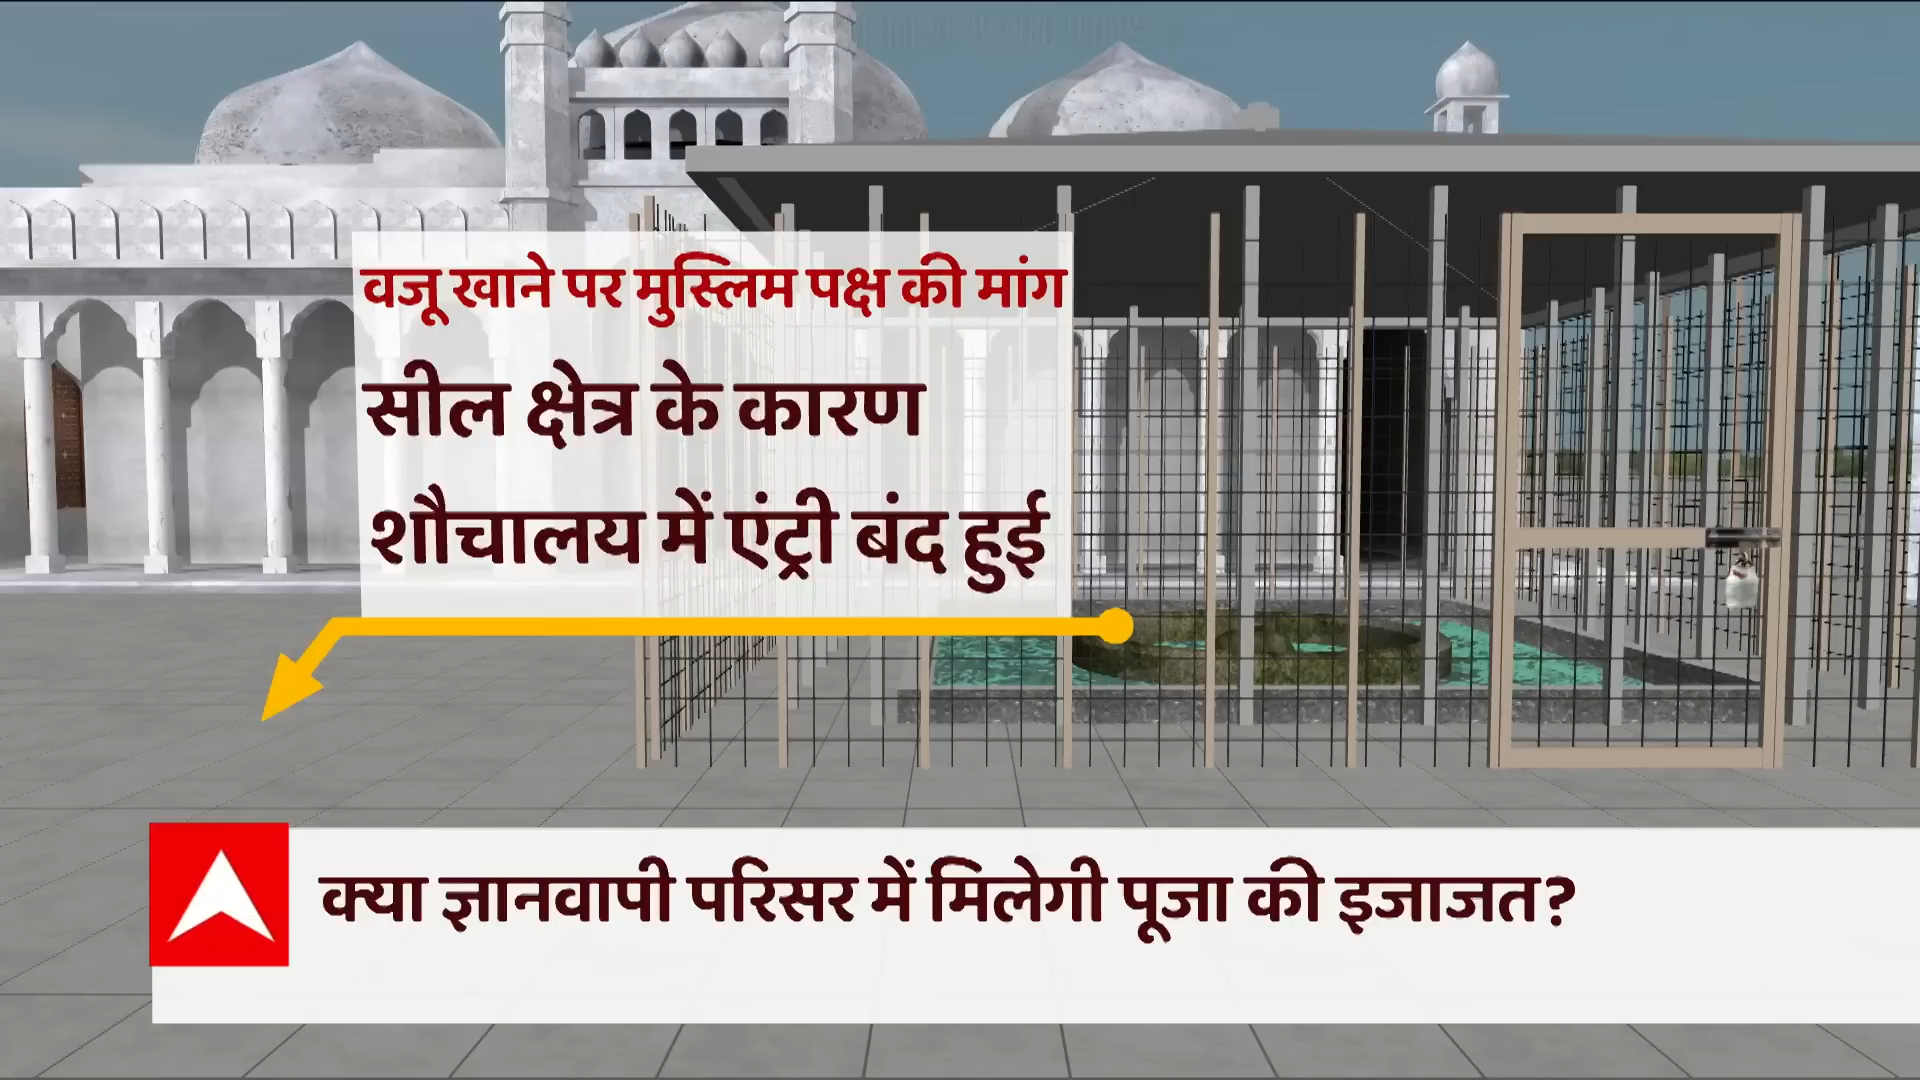 वजू खाने पर मुस्लिम पक्ष की मांग
सील क्षेत्र के कारण
शौचालय में एंट्री बंद हुई
क्या ज्ञानवापी परिसर में मिलेगी पूजा की इजाजत?